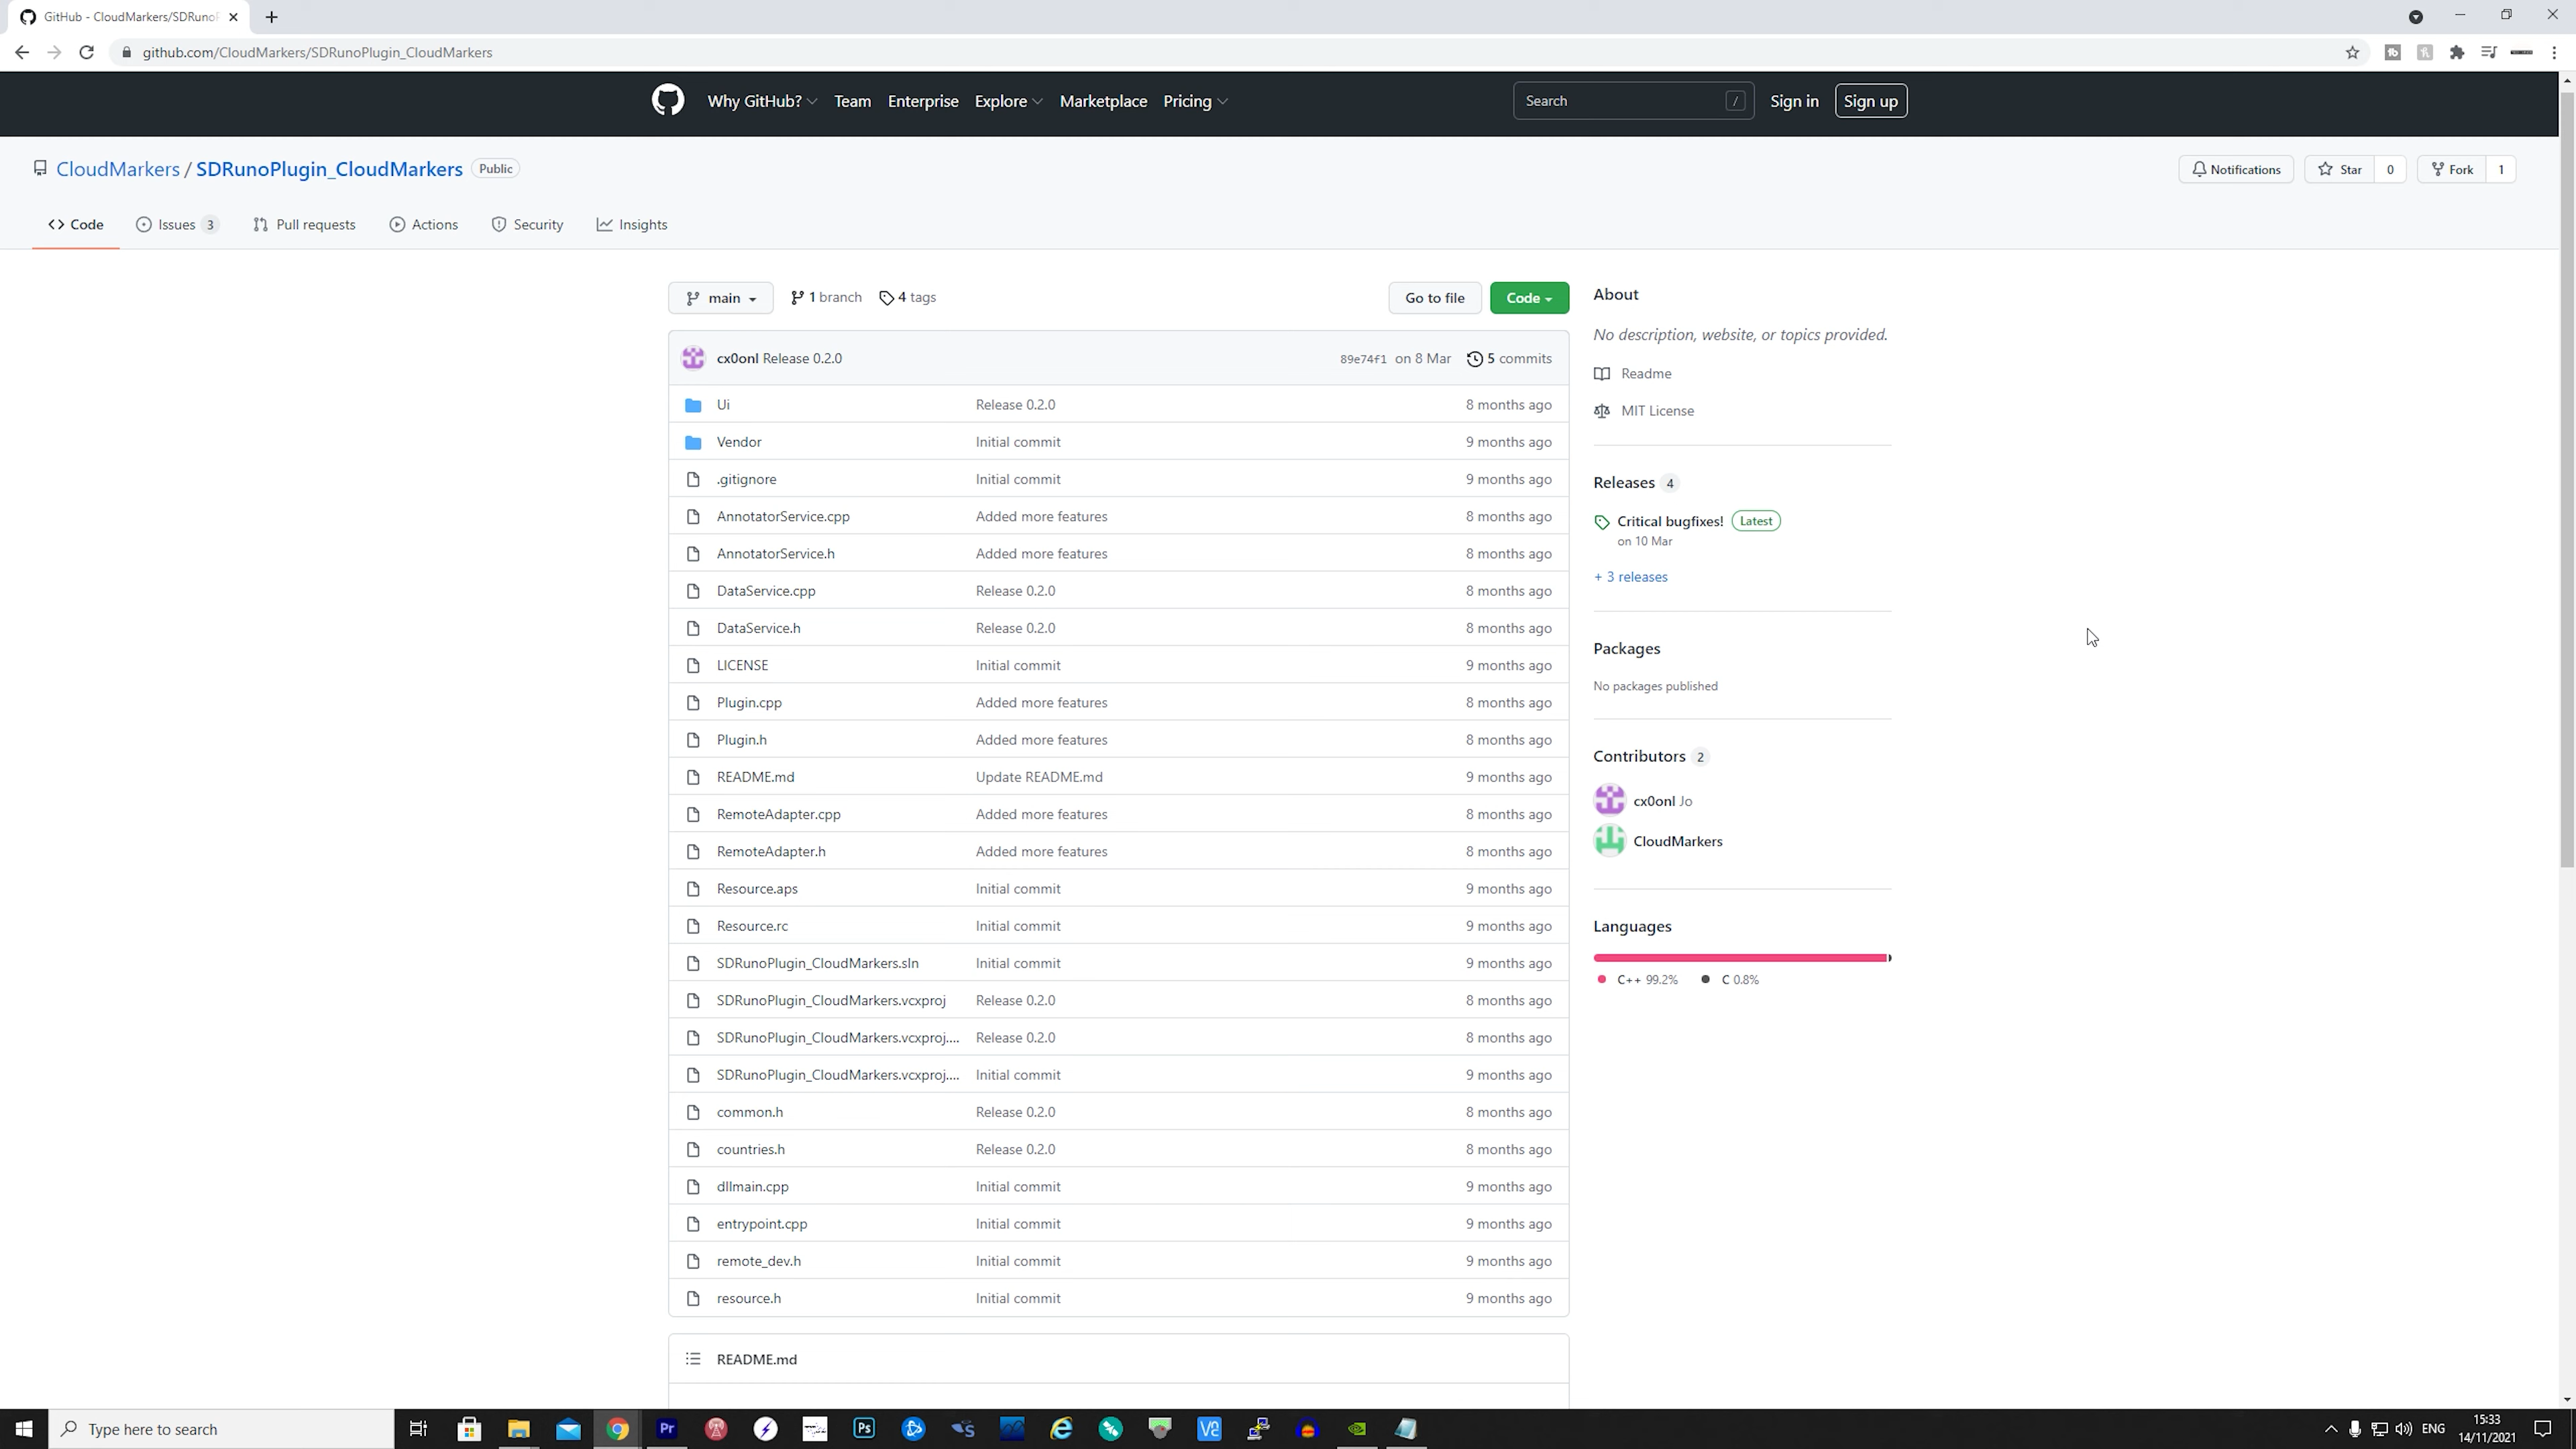 GitHub - CloudMarkers/SDRunoP
github.com/CloudMarkers/SDRunoPlugin_CloudMarkers
Why GitHub? Team Enterprise Explore Marketplace Pricing Search / Sign in Sign up
CloudMarkers / SDRunoPlugin_CloudMarkers Public
Notifications Star 0 Fork 1
Code Issues 3 Pull requests Actions Security Insights
main 1 branch 4 tags Go to file Code
cx0onl Release 0.2.0 89e74f1 on 8 Mar 5 commits
Ui Release 0.2.0 8 months ago
Vendor Initial commit 9 months ago
.gitignore Initial commit 9 months ago
AnnotatorService.cpp Added more features 8 months ago
AnnotatorService.h Added more features 8 months ago
DataService.cpp Release 0.2.0 8 months ago
DataService.h Release 0.2.0 8 months ago
LICENSE Initial commit 9 months ago
Plugin.cpp Added more features 8 months ago
Plugin.h Added more features 8 months ago
README.md Update README.md 9 months ago
RemoteAdapter.cpp Added more features 8 months ago
RemoteAdapter.h Added more features 8 months ago
Resource.aps Initial commit 9 months ago
Resource.rc Initial commit 9 months ago
SDRunoPlugin_CloudMarkers.sln Initial commit 9 months ago
SDRunoPlugin_CloudMarkers.vcxproj Release 0.2.0 8 months ago
SDRunoPlugin_CloudMarkers.vcxproj.... Release 0.2.0 8 months ago
SDRunoPlugin_CloudMarkers.vcxproj.... Initial commit 9 months ago
common.h Release 0.2.0 8 months ago
countries.h Release 0.2.0 8 months ago
dllmain.cpp Initial commit 9 months ago
entrypoint.cpp Initial commit 9 months ago
remote_dev.h Initial commit 9 months ago
resource.h Initial commit 9 months ago
README.md
About
No description, website, or topics provided.
Readme
MIT License
Releases 4
Critical bugfixes! Latest
on 10 Mar
+ 3 releases
Packages
No packages published
Contributors 2
cx0onl Jo
CloudMarkers
Languages
C++ 99.2% C 0.8%
Type here to search
Pr
Ps
ENG
15:33
14/11/2021